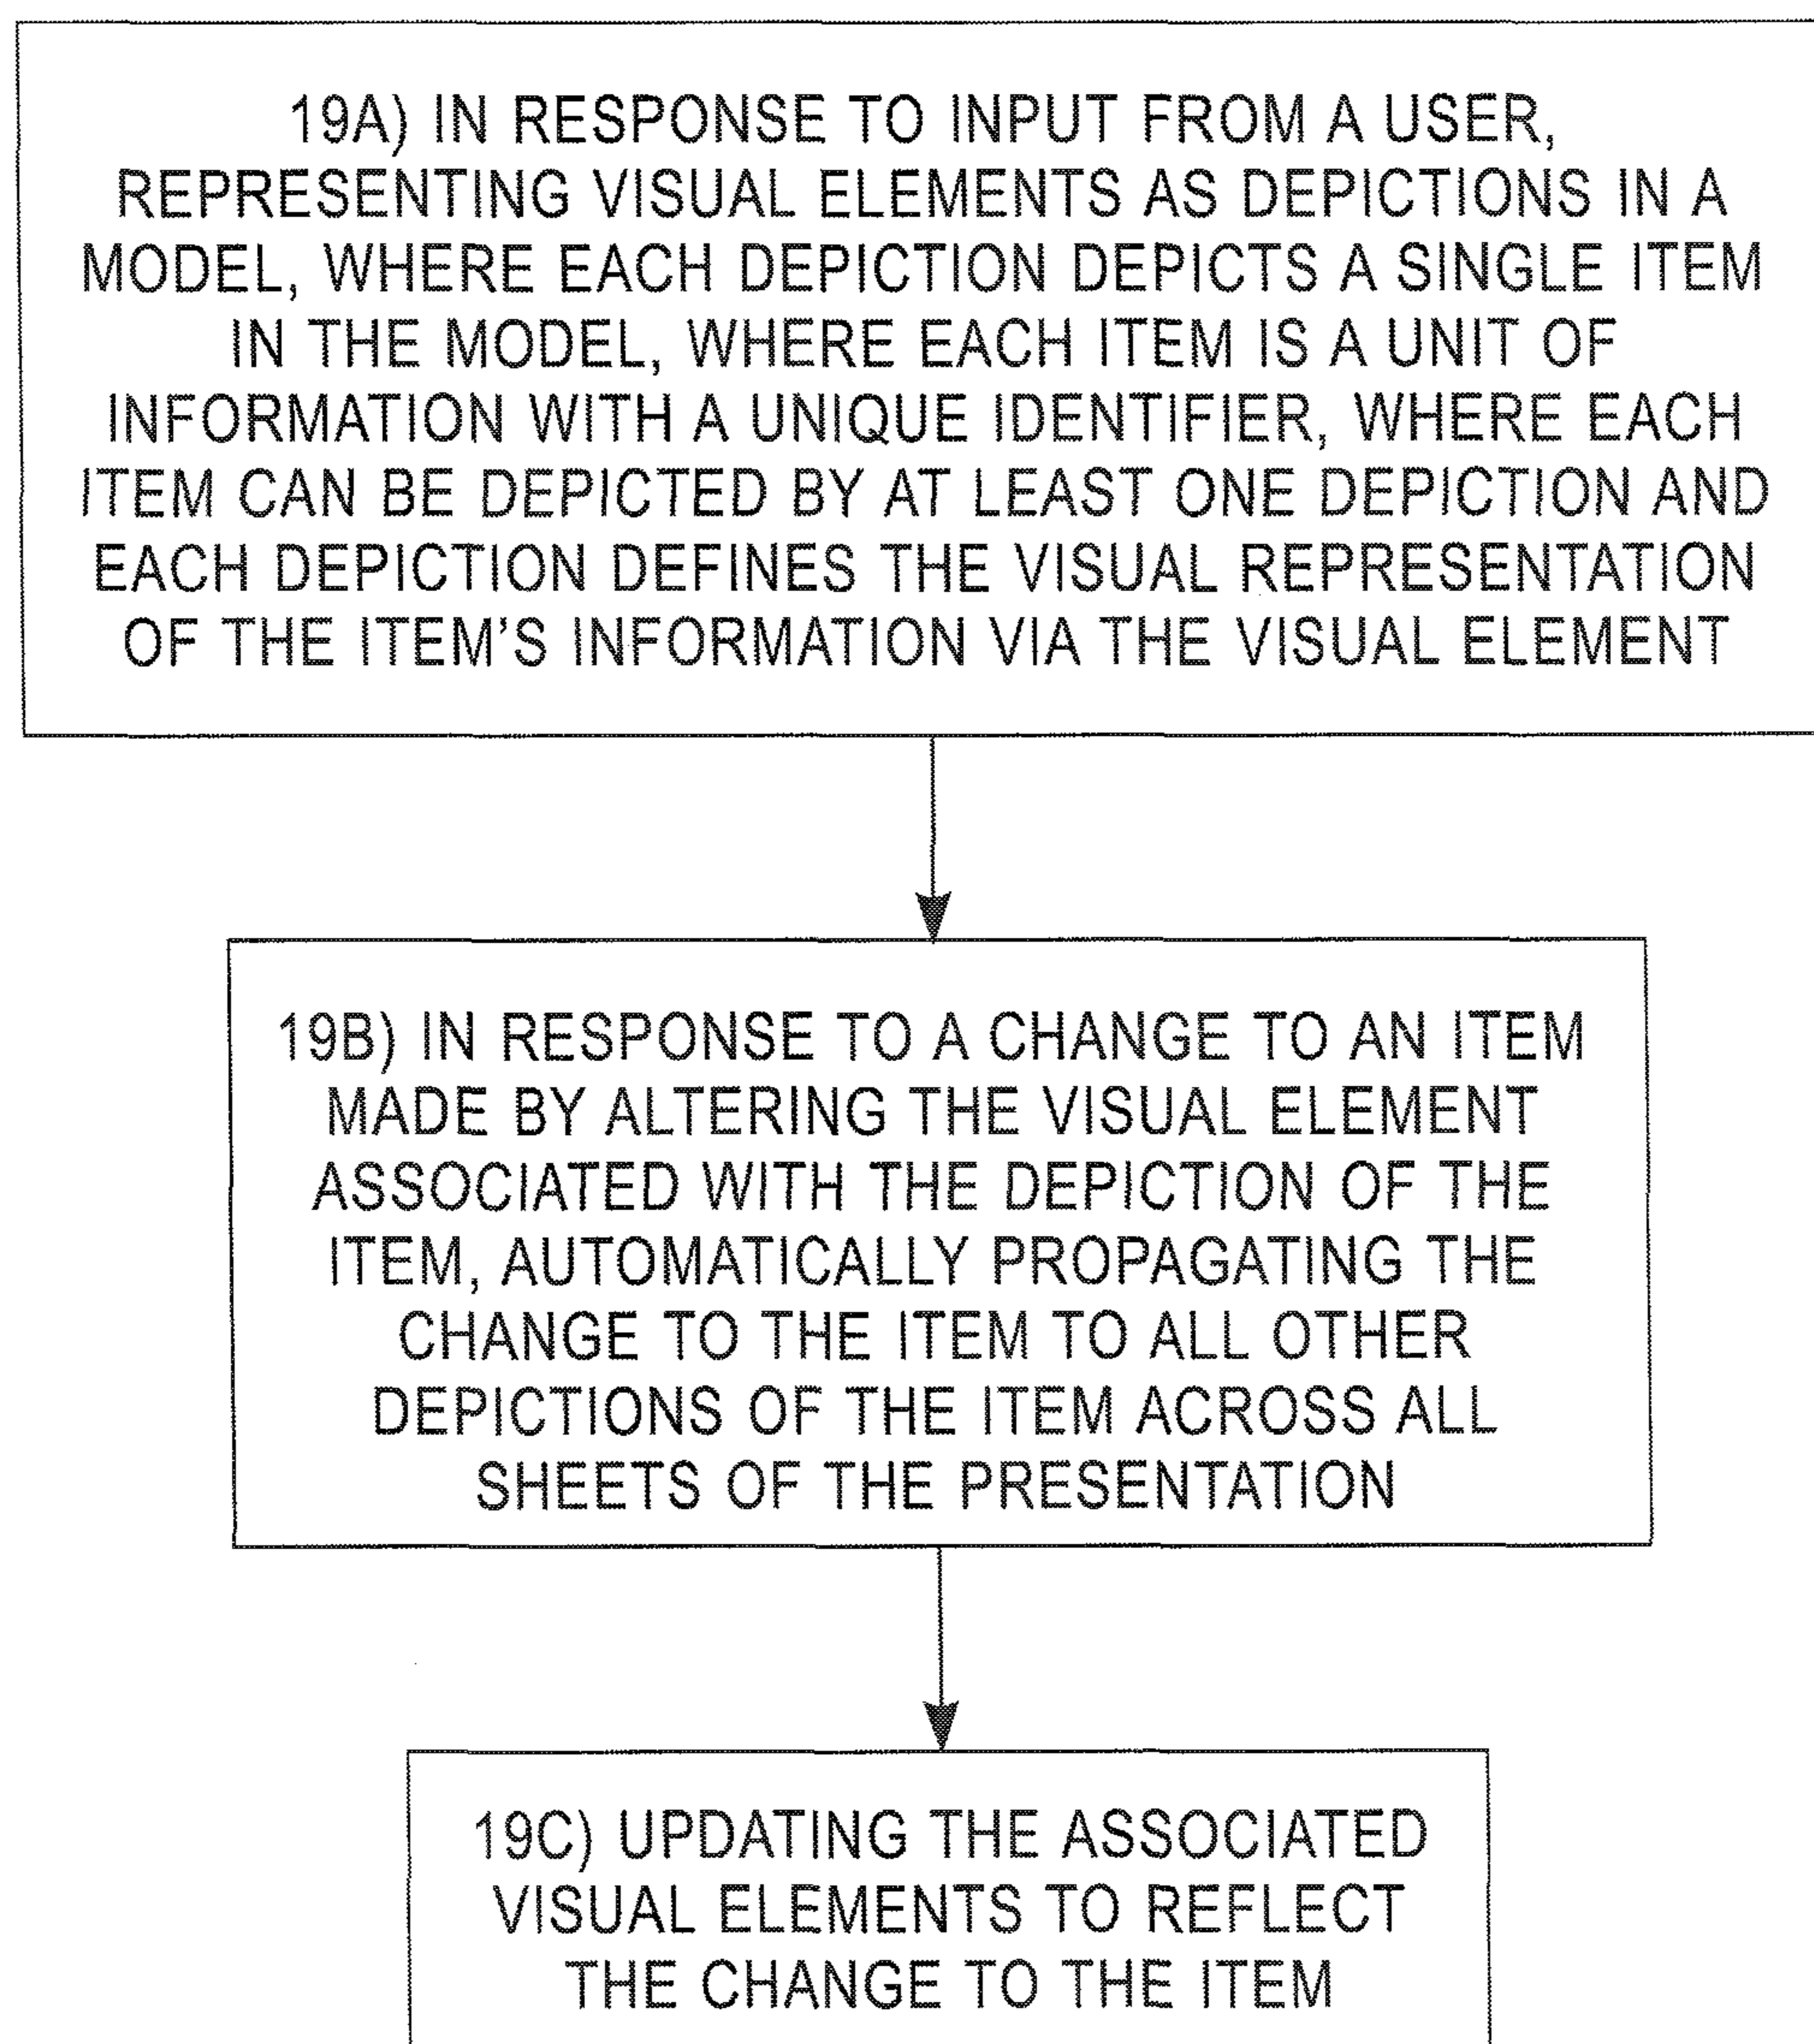 19A) IN RESPONSE TO INPUT FROM A USER,
REPRESENTING VISUAL ELEMENTS AS DEPICTIONS IN A
MODEL, WHERE EACH DEPICTION DEPICTS A SINGLE ITEM
IN THE MODEL, WHERE EACH ITEM IS A UNIT OF
INFORMATION WITH A UNIQUE IDENTIFIER, WHERE EACH
ITEM CAN BE DEPICTED BY AT LEAST ONE DEPICTION AND
EACH DEPICTION DEFINES THE VISUAL REPRESENTATION
OF THE ITEM'S INFORMATION VIA THE VISUAL ELEMENT
19B) IN RESPONSE TO A CHANGE TO AN ITEM
MADE BY ALTERING THE VISUAL ELEMENT
ASSOCIATED WITH THE DEPICTION OF THE
ITEM, AUTOMATICALLY PROPAGATING THE
CHANGE TO THE ITEM TO ALL OTHER
DEPICTIONS OF THE ITEM ACROSS ALL
SHEETS OF THE PRESENTATION
19C) UPDATING THE ASSOCIATED
VISUAL ELEMENTS TO REFLECT
THE CHANGE TO THE ITEM